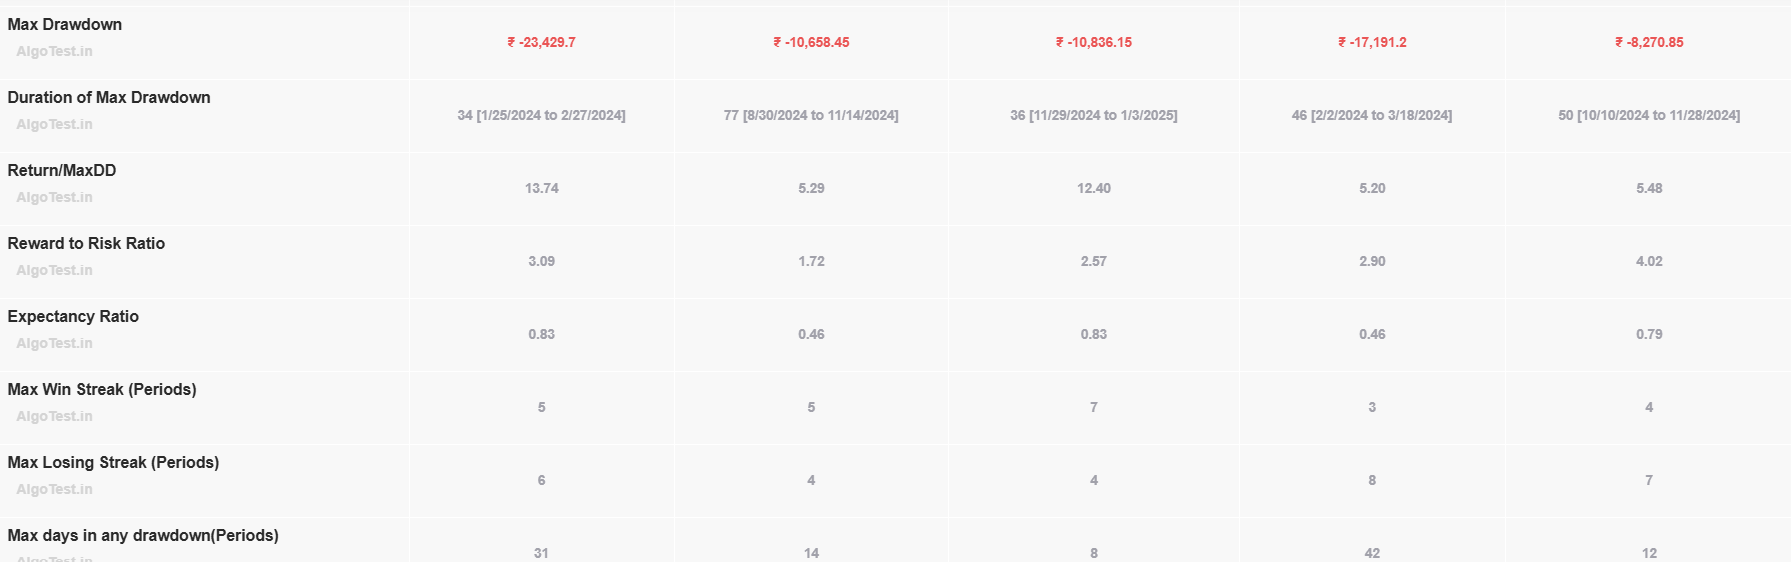 Max Drawdown
AlgoTest.in
₹ -23,429.7 ₹ -10,658.45 ₹ -10,836.15 ₹ -17,191.2 ₹ -8,270.85
Duration of Max Drawdown
AlgoTest.in
34 [1/25/2024 to 2/27/2024] 77 [8/30/2024 to 11/14/2024] 36 [11/29/2024 to 1/3/2025] 46 [2/2/2024 to 3/18/2024] 50 [10/10/2024 to 11/28/2024]
Return/MaxDD
AlgoTest.in
13.74 5.29 12.40 5.20 5.48
Reward to Risk Ratio
AlgoTest.in
3.09 1.72 2.57 2.90 4.02
Expectancy Ratio
AlgoTest.in
0.83 0.46 0.83 0.46 0.79
Max Win Streak (Periods)
AlgoTest.in
5 5 7 3 4
Max Losing Streak (Periods)
AlgoTest.in
6 4 4 8 7
Max days in any drawdown(Periods)
AlgoTest.in
31 14 8 42 12